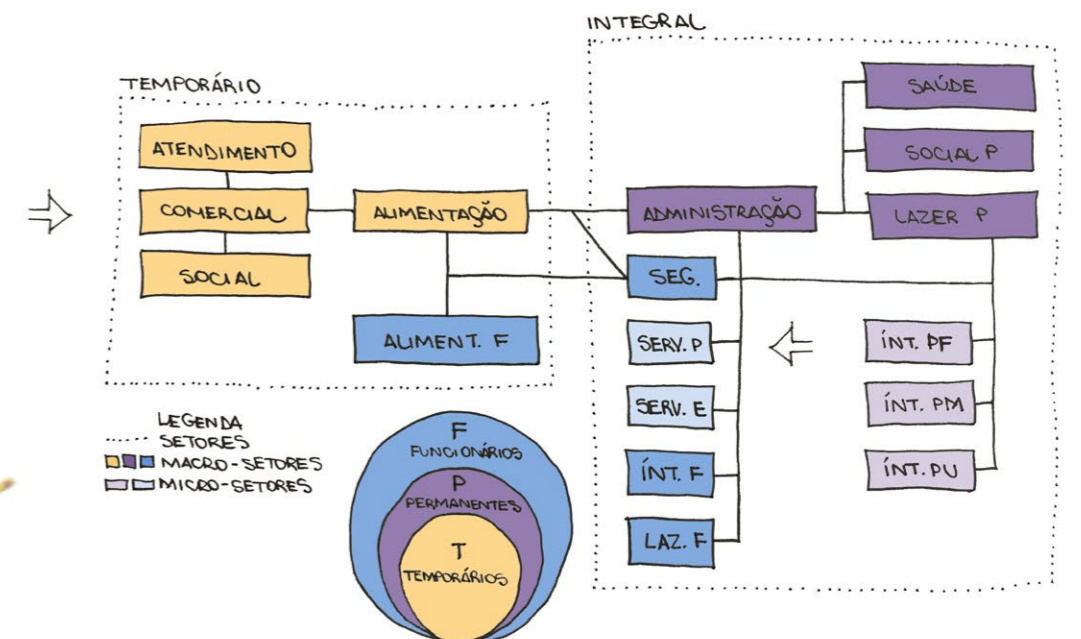 INTEGRAL
TEMPORÁRIO
SAÚDE
ATENDIMENTO
SOCIAL P
COMERCIAL
ALIMENTAÇÃO
ADMINISTRAÇÃO
LAZER P
SOCIAL
SEG.
ALIMENT. F
SERV. P
ÍNT. PF
SERV. E
ÍNT. PM
ÍNT. F
ÍNT. PU
LAZ. F
LEGENDA
SETORES
MACRO-SETORES
MICRO-SETORES
F
FUNCIONÁRIOS
P
PERMANENTES
T
TEMPORÁRIOS